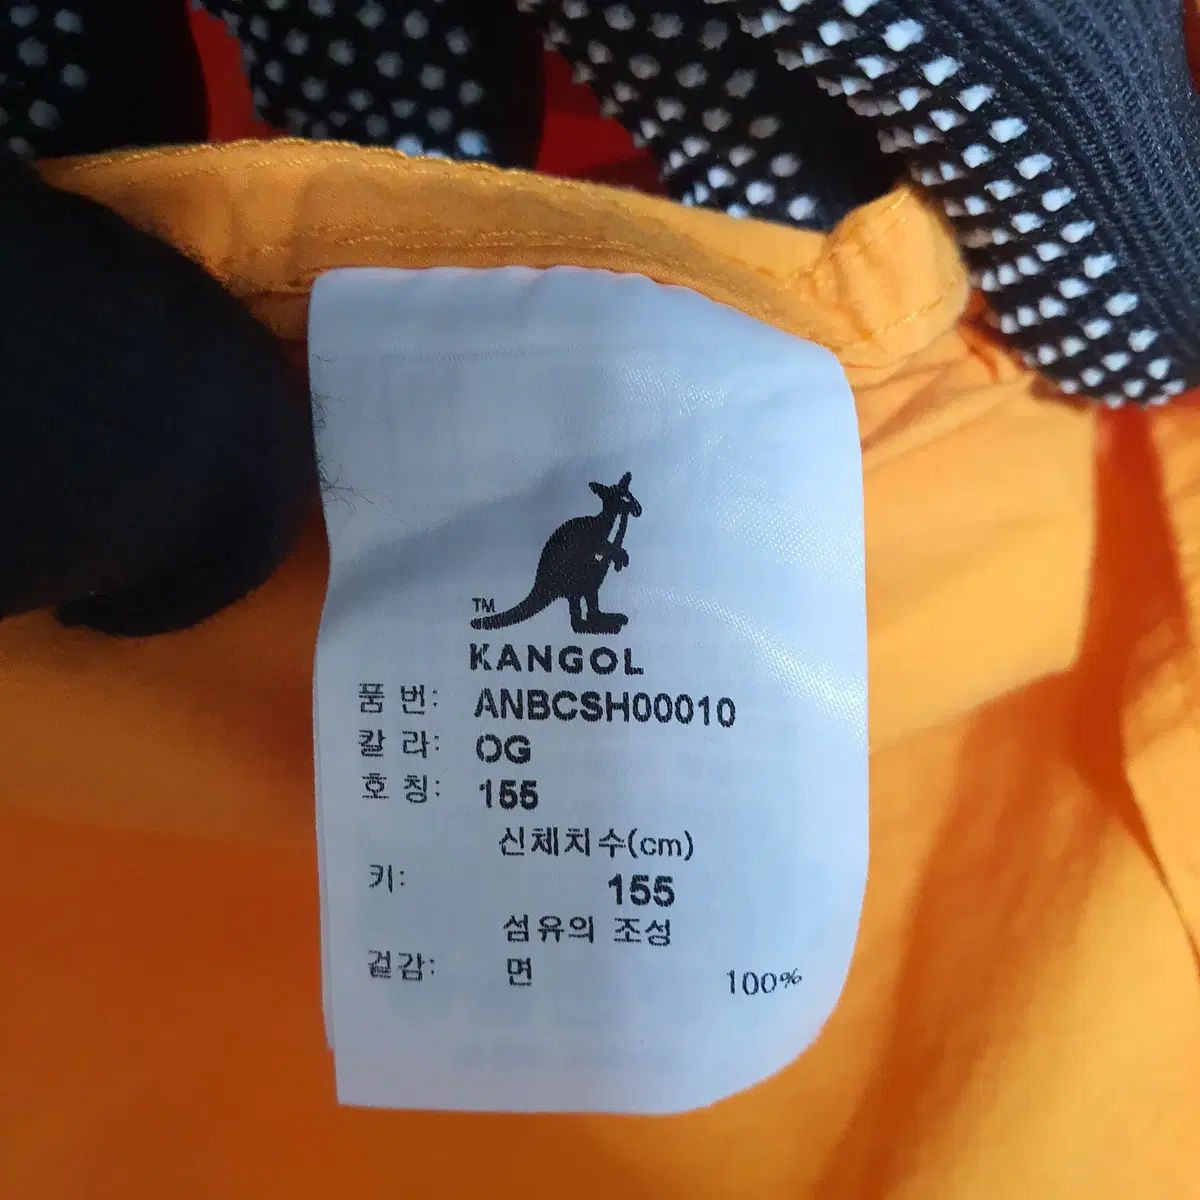 TM
KANGOL
품 번: ANBCSH00010
칼 라: OG
호 칭: 155
신체치수(cm)
키: 155
섬유의 조성
겉감: 면 100%